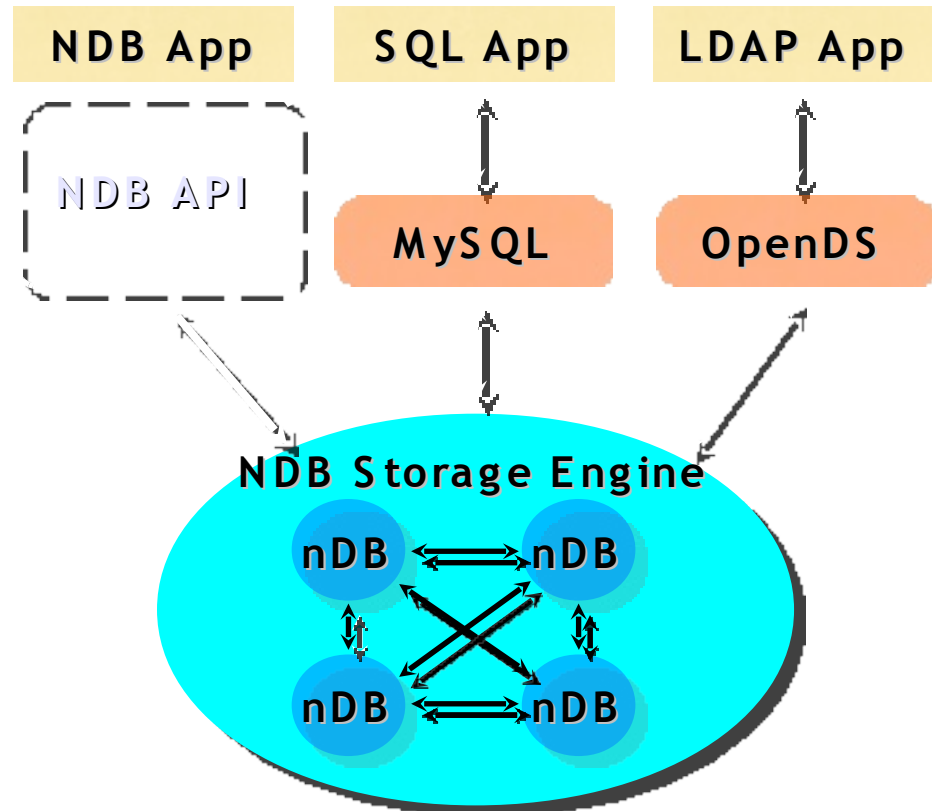 NDB App
SQL App
LDAP App
NDB API
MySQL
OpenDS
NDB Storage Engine
nDB
nDB
nDB
nDB